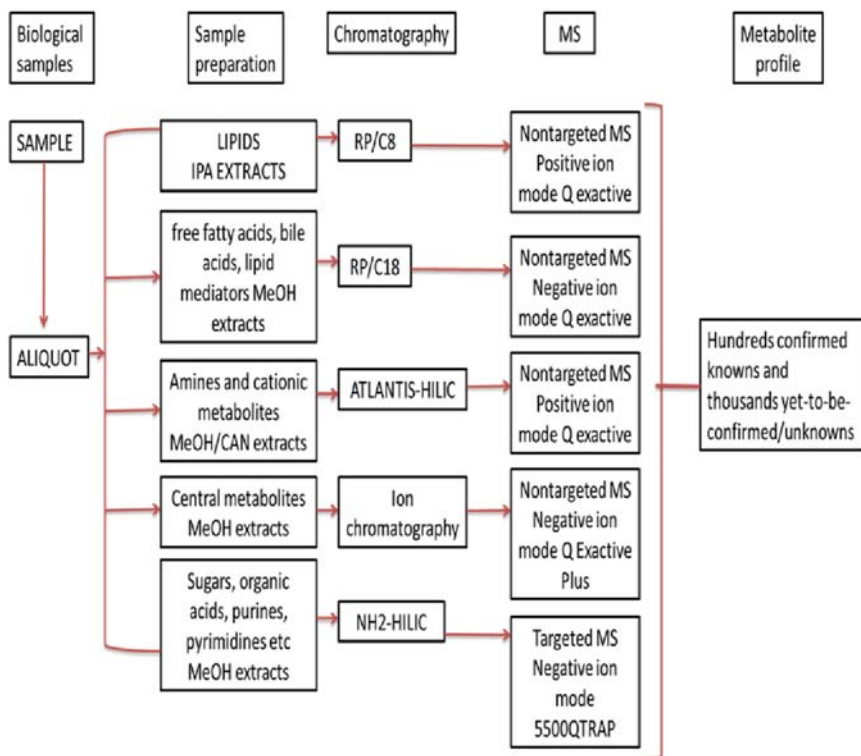 Biological
samples
Sample
preparation
Chromatography
MS
Metabolite
profile
SAMPLE
ALIQUOT
LIPIDS
IPA EXTRACTS
RP/C8
Nontargeted MS
Positive ion
mode Q exactive
free fatty acids, bile
acids, lipid
mediators MeOH
extracts
RP/C18
Nontargeted MS
Negative ion
mode Q exactive
Amines and cationic
metabolites
MeOH/CAN extracts
ATLANTIS-HILIC
Nontargeted MS
Positive ion
mode Q exactive
Central metabolites
MeOH extracts
Ion
chromatography
Nontargeted MS
Negative ion
mode Q Exactive
Plus
Sugars, organic
acids, purines,
pyrimidines etc
MeOH extracts
NH2-HILIC
Targeted MS
Negative ion
mode
5500QTRAP
Hundreds confirmed
knowns and
thousands yet-to-be-
confirmed/unknowns